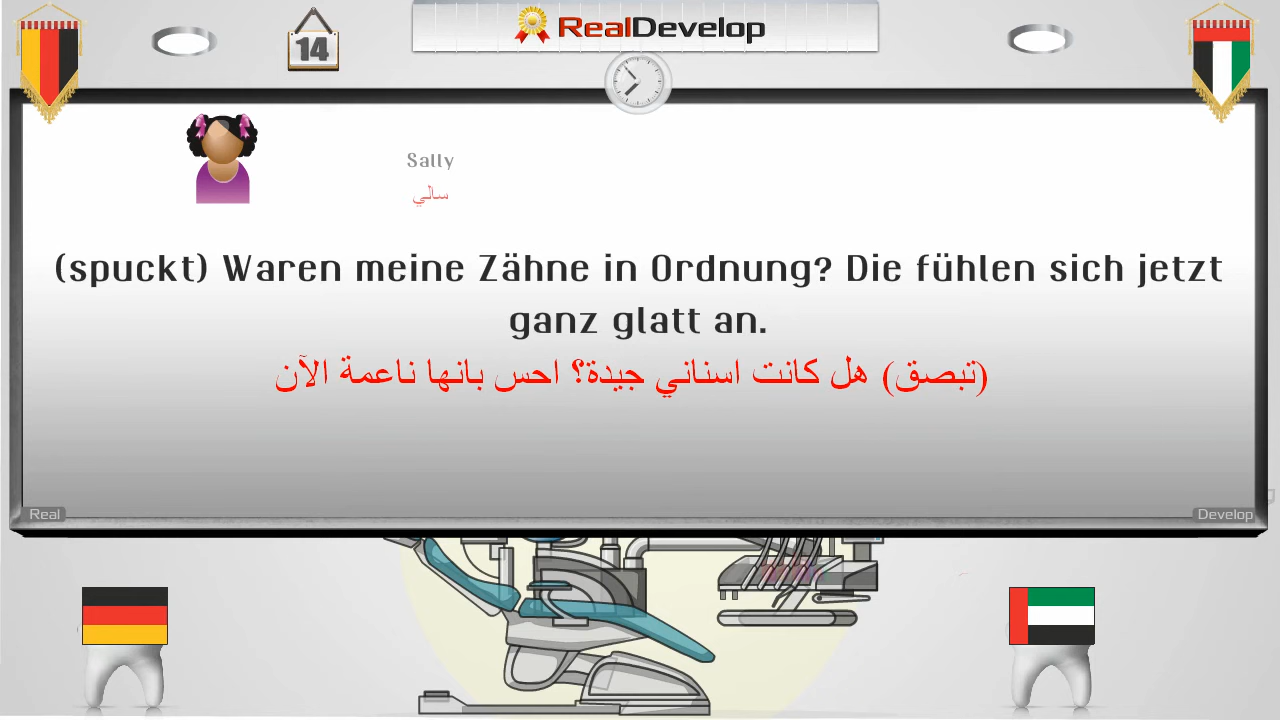 14
RealDevelop
Sally
سالي
(spuckt) Waren meine Zähne in Ordnung? Die fühlen sich jetzt
ganz glatt an.
(تبصق) هل كانت اسناني جيدة؟ احس بانها ناعمة الآن
Real
Develop